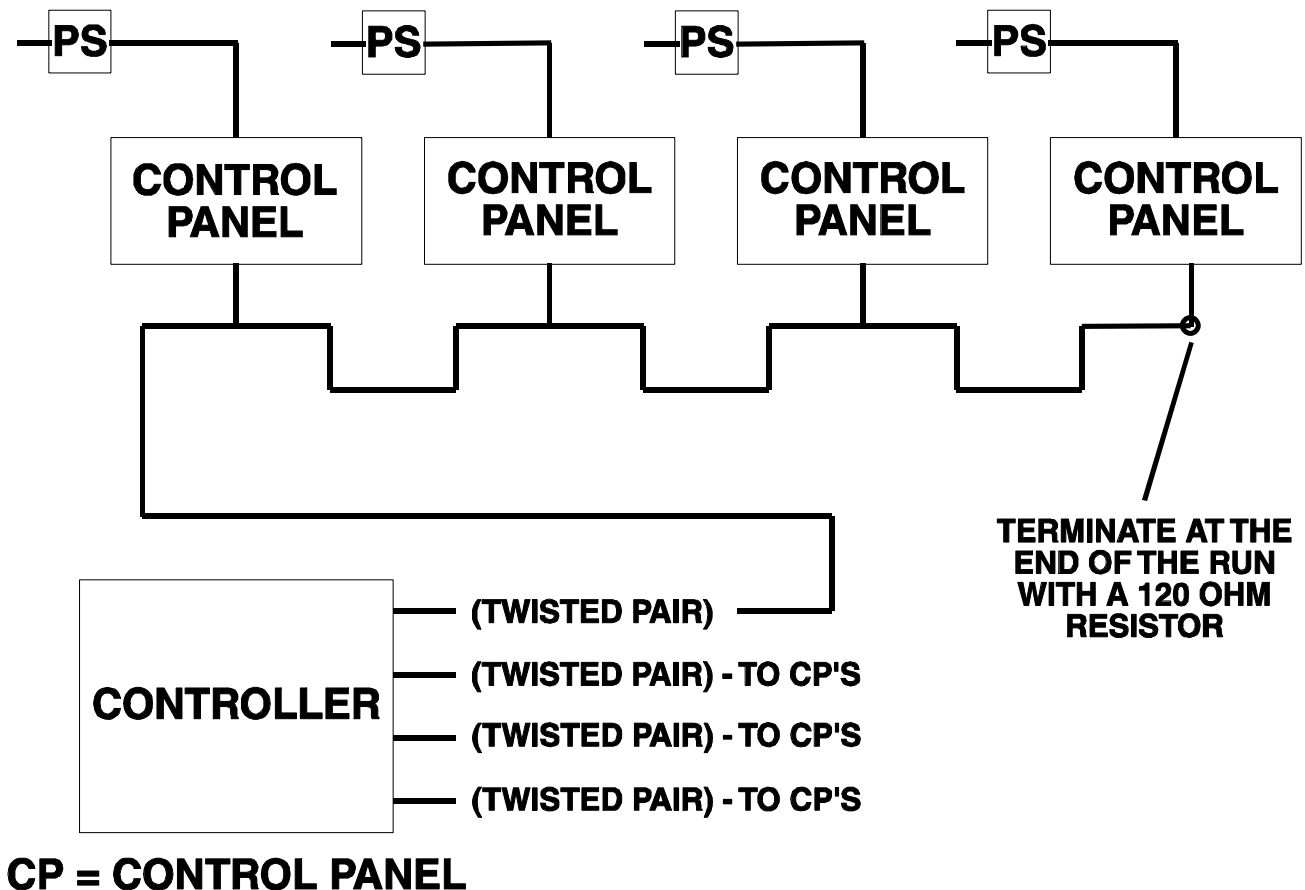 PS PS PS PS
CONTROL
PANEL
CONTROL
PANEL
CONTROL
PANEL
CONTROL
PANEL
TERMINATE AT THE
END OF THE RUN
WITH A 120 OHM
RESISTOR
CONTROLLER
(TWISTED PAIR)
(TWISTED PAIR) - TO CP'S
(TWISTED PAIR) - TO CP'S
(TWISTED PAIR) - TO CP'S
CP = CONTROL PANEL